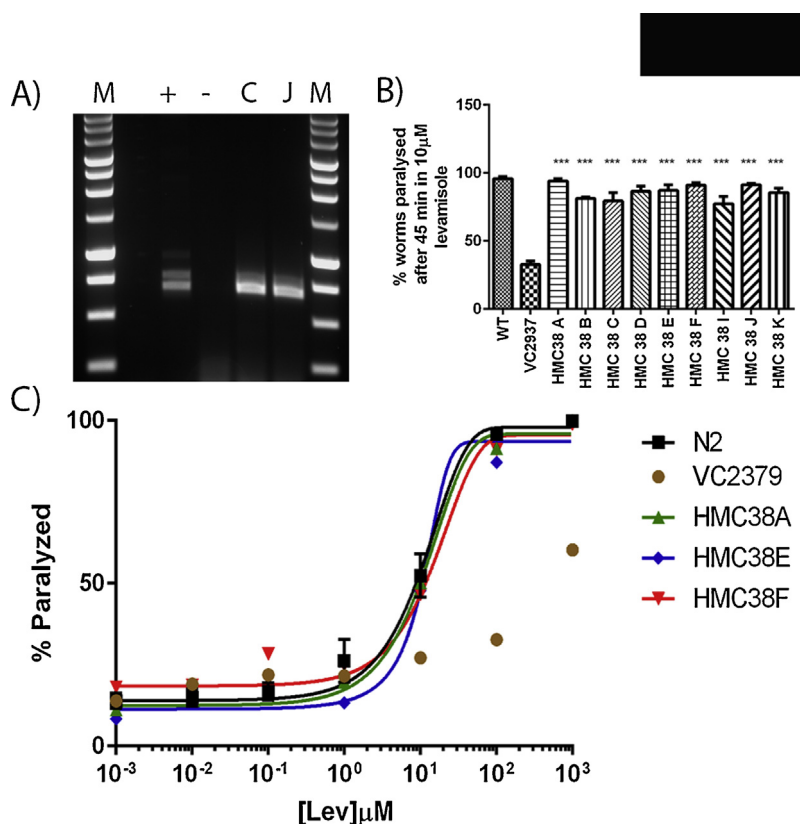 A)
M + - C J M
B)
% worms paralysed
after 45 min in 10μM
levamisole
150
100
50
0
*** *** *** *** *** *** *** *** ***
WT
VC2937
HMC38 A
HMC 38 B
HMC 38 C
HMC 38 D
HMC 38 E
HMC 38 F
HMC 38 I
HMC 38 J
HMC 38 K
C)
% Paralyzed
100
50
0
10-3 10-2 10-1 100 101 102 103
[Lev]μM
N2
VC2379
HMC38A
HMC38E
HMC38F